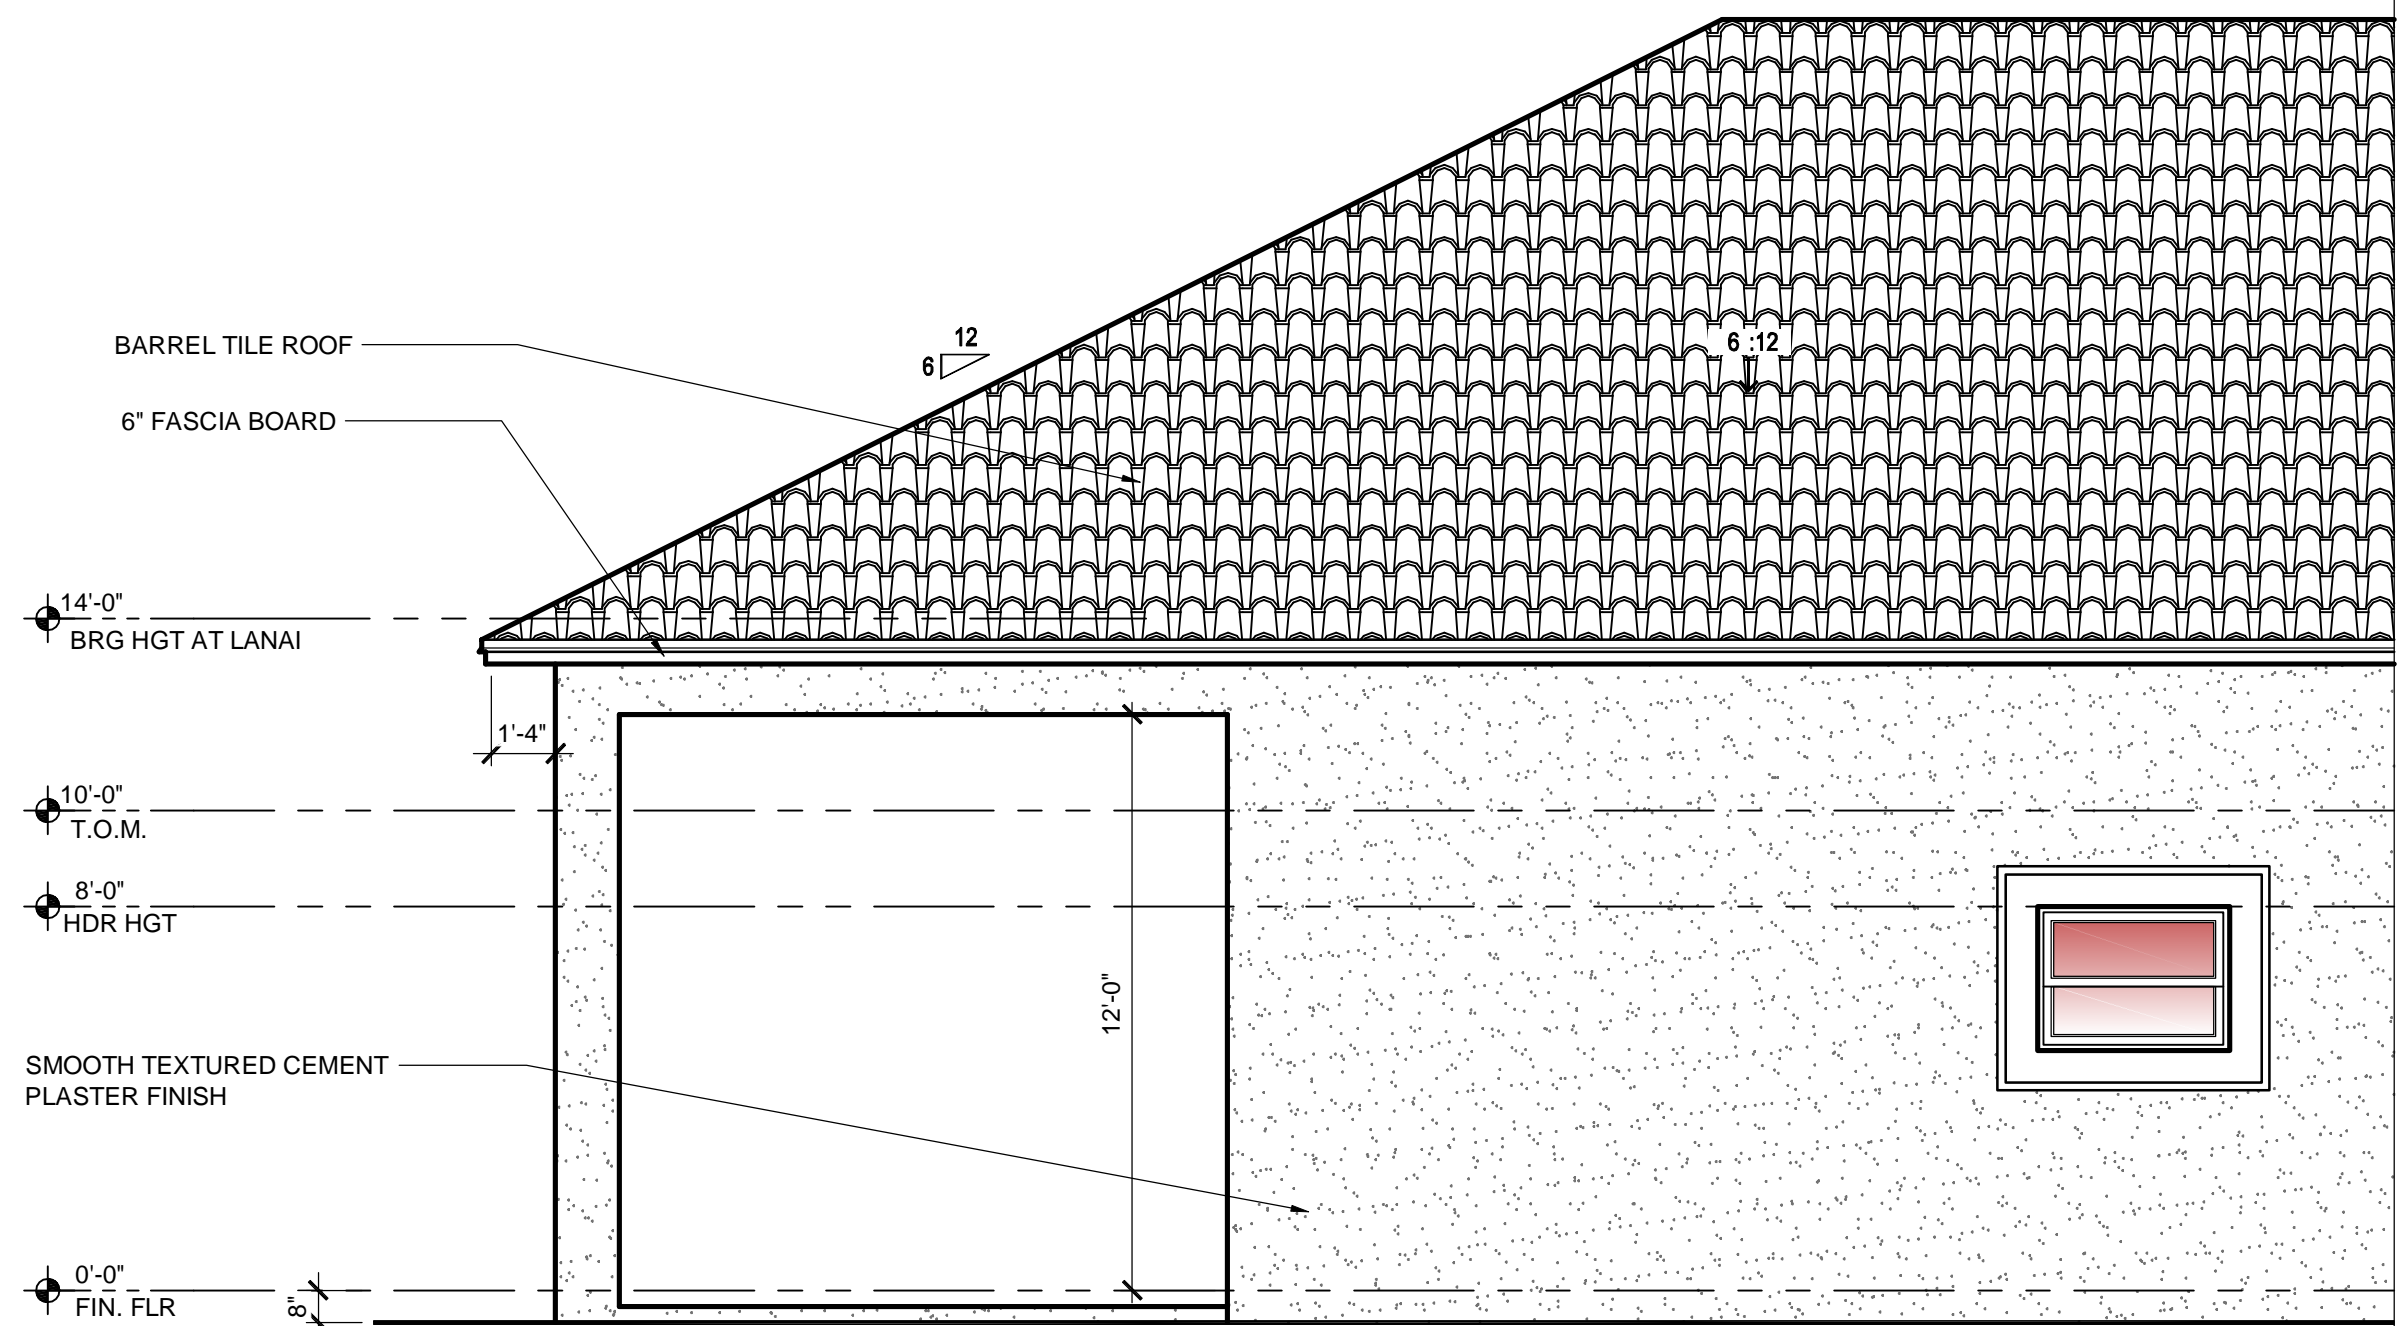 12
6
6 :12
BARREL TILE ROOF
6" FASCIA BOARD
14'-0"
BRG HGT AT LANAI
1'-4"
10'-0"
T.O.M.
8'-0"
HDR HGT
12'-0"
SMOOTH TEXTURED CEMENT
PLASTER FINISH
0'-0"
FIN. FLR
8"